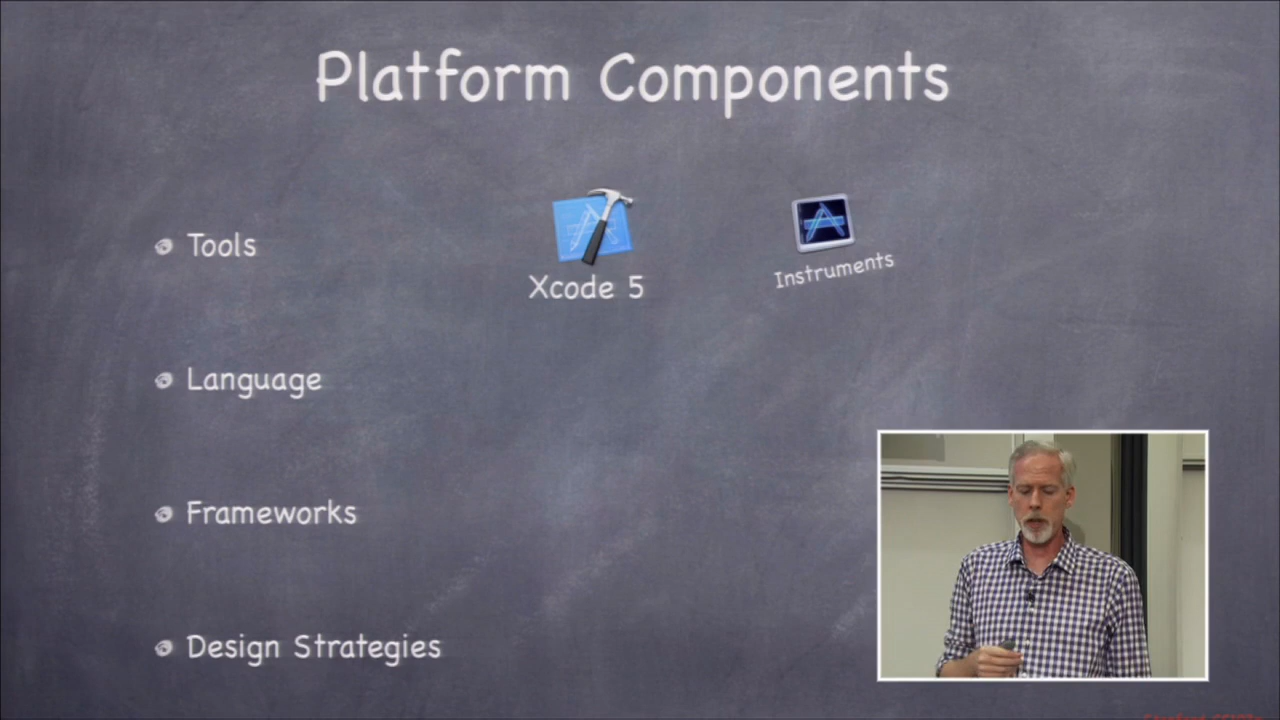 Platform Components
Tools
Xcode 5
Instruments
Language
Frameworks
Design Strategies